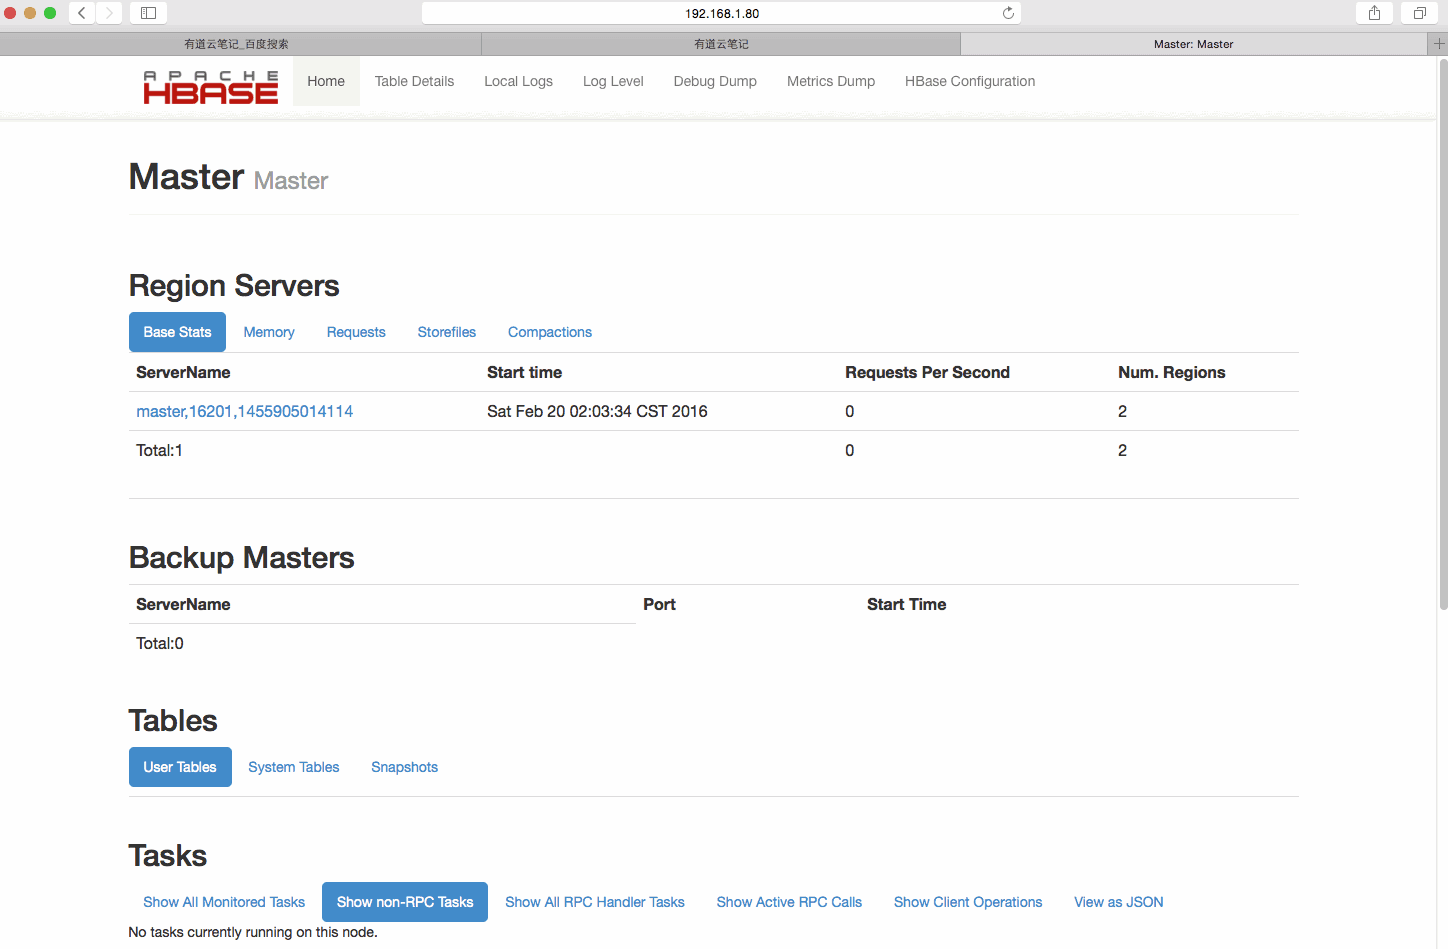 192.168.1.80
有道云笔记_百度搜索 有道云笔记 Master: Master
APACHE
HBASE
Home Table Details Local Logs Log Level Debug Dump Metrics Dump HBase Configuration
Master Master
Region Servers
Base Stats Memory Requests Storefiles Compactions
ServerName Start time Requests Per Second Num. Regions
master,16201,1455905014114 Sat Feb 20 02:03:34 CST 2016 0 2
Total:1 0 2
Backup Masters
ServerName Port Start Time
Total:0
Tables
User Tables System Tables Snapshots
Tasks
Show All Monitored Tasks Show non-RPC Tasks Show All RPC Handler Tasks Show Active RPC Calls Show Client Operations View as JSON
No tasks currently running on this node.